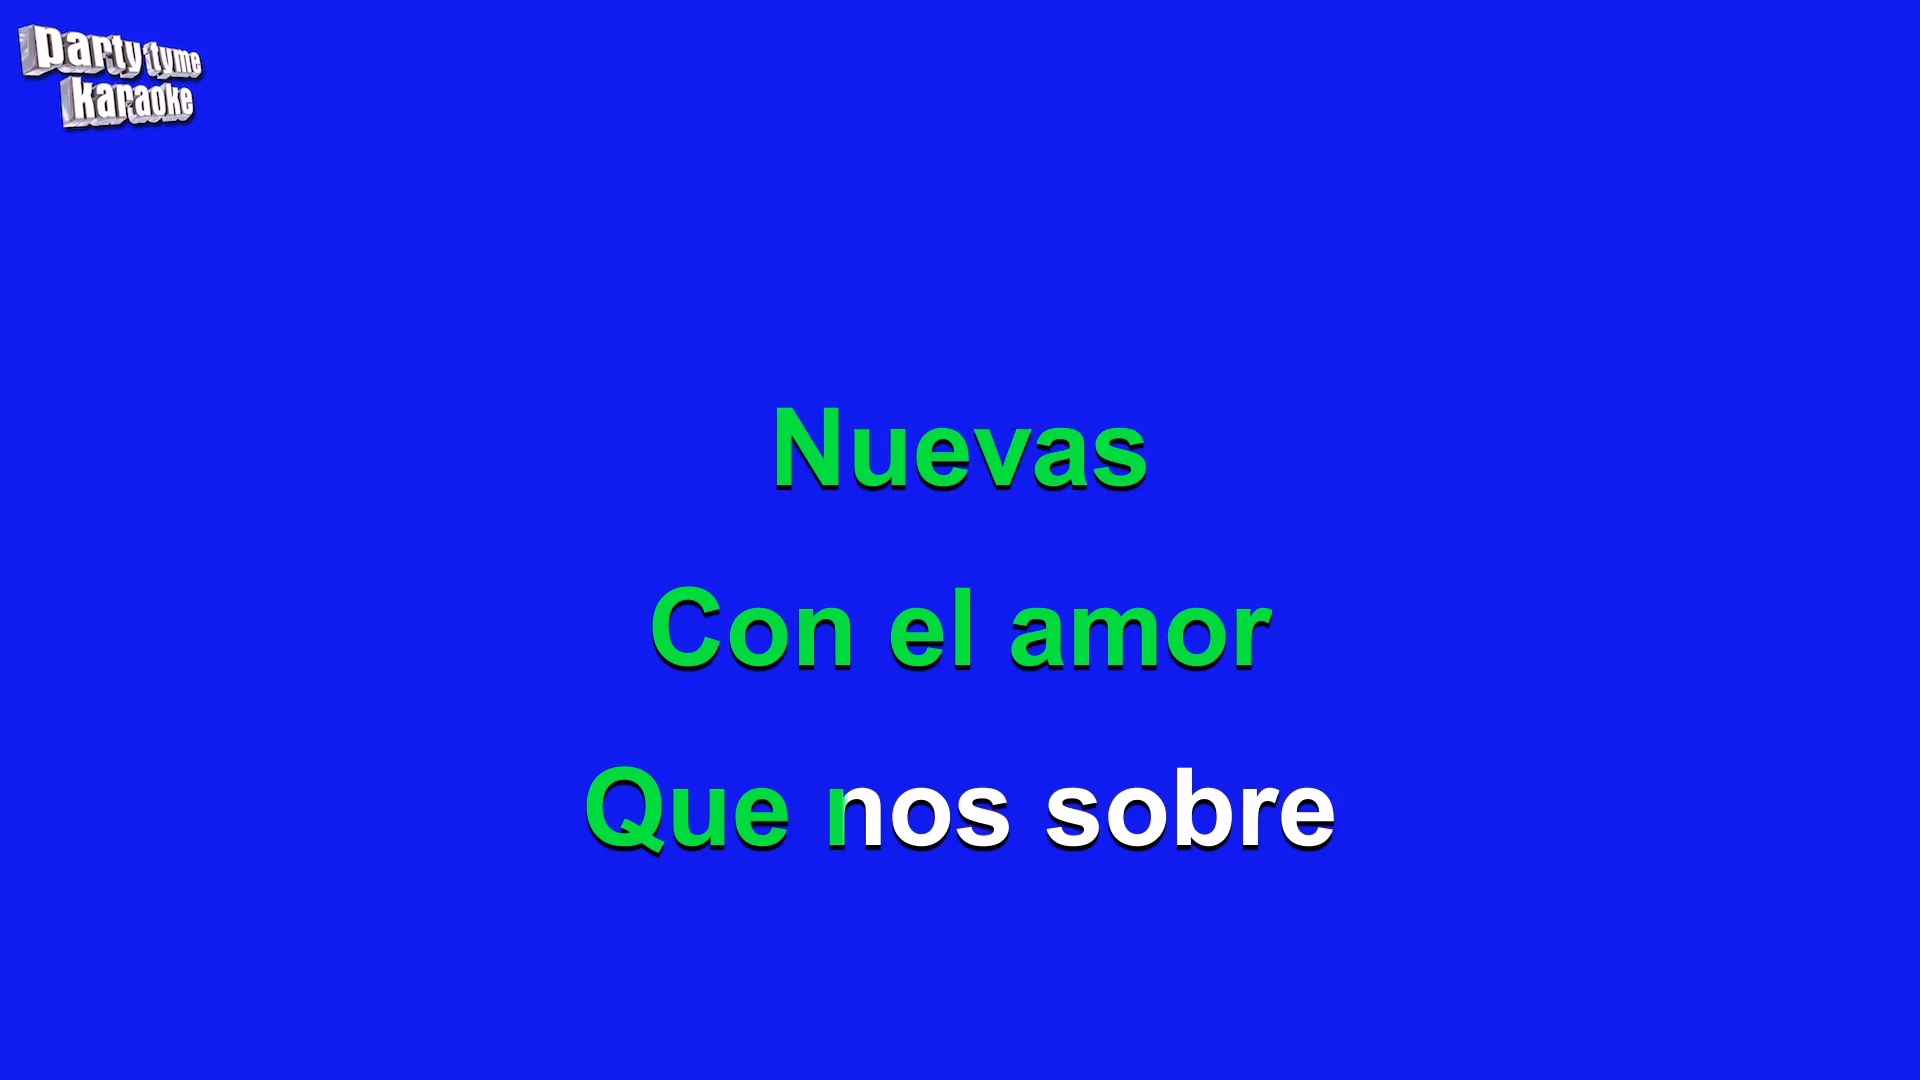 party tyme
karaoke
Nuevas
Con el amor
Que nos sobre